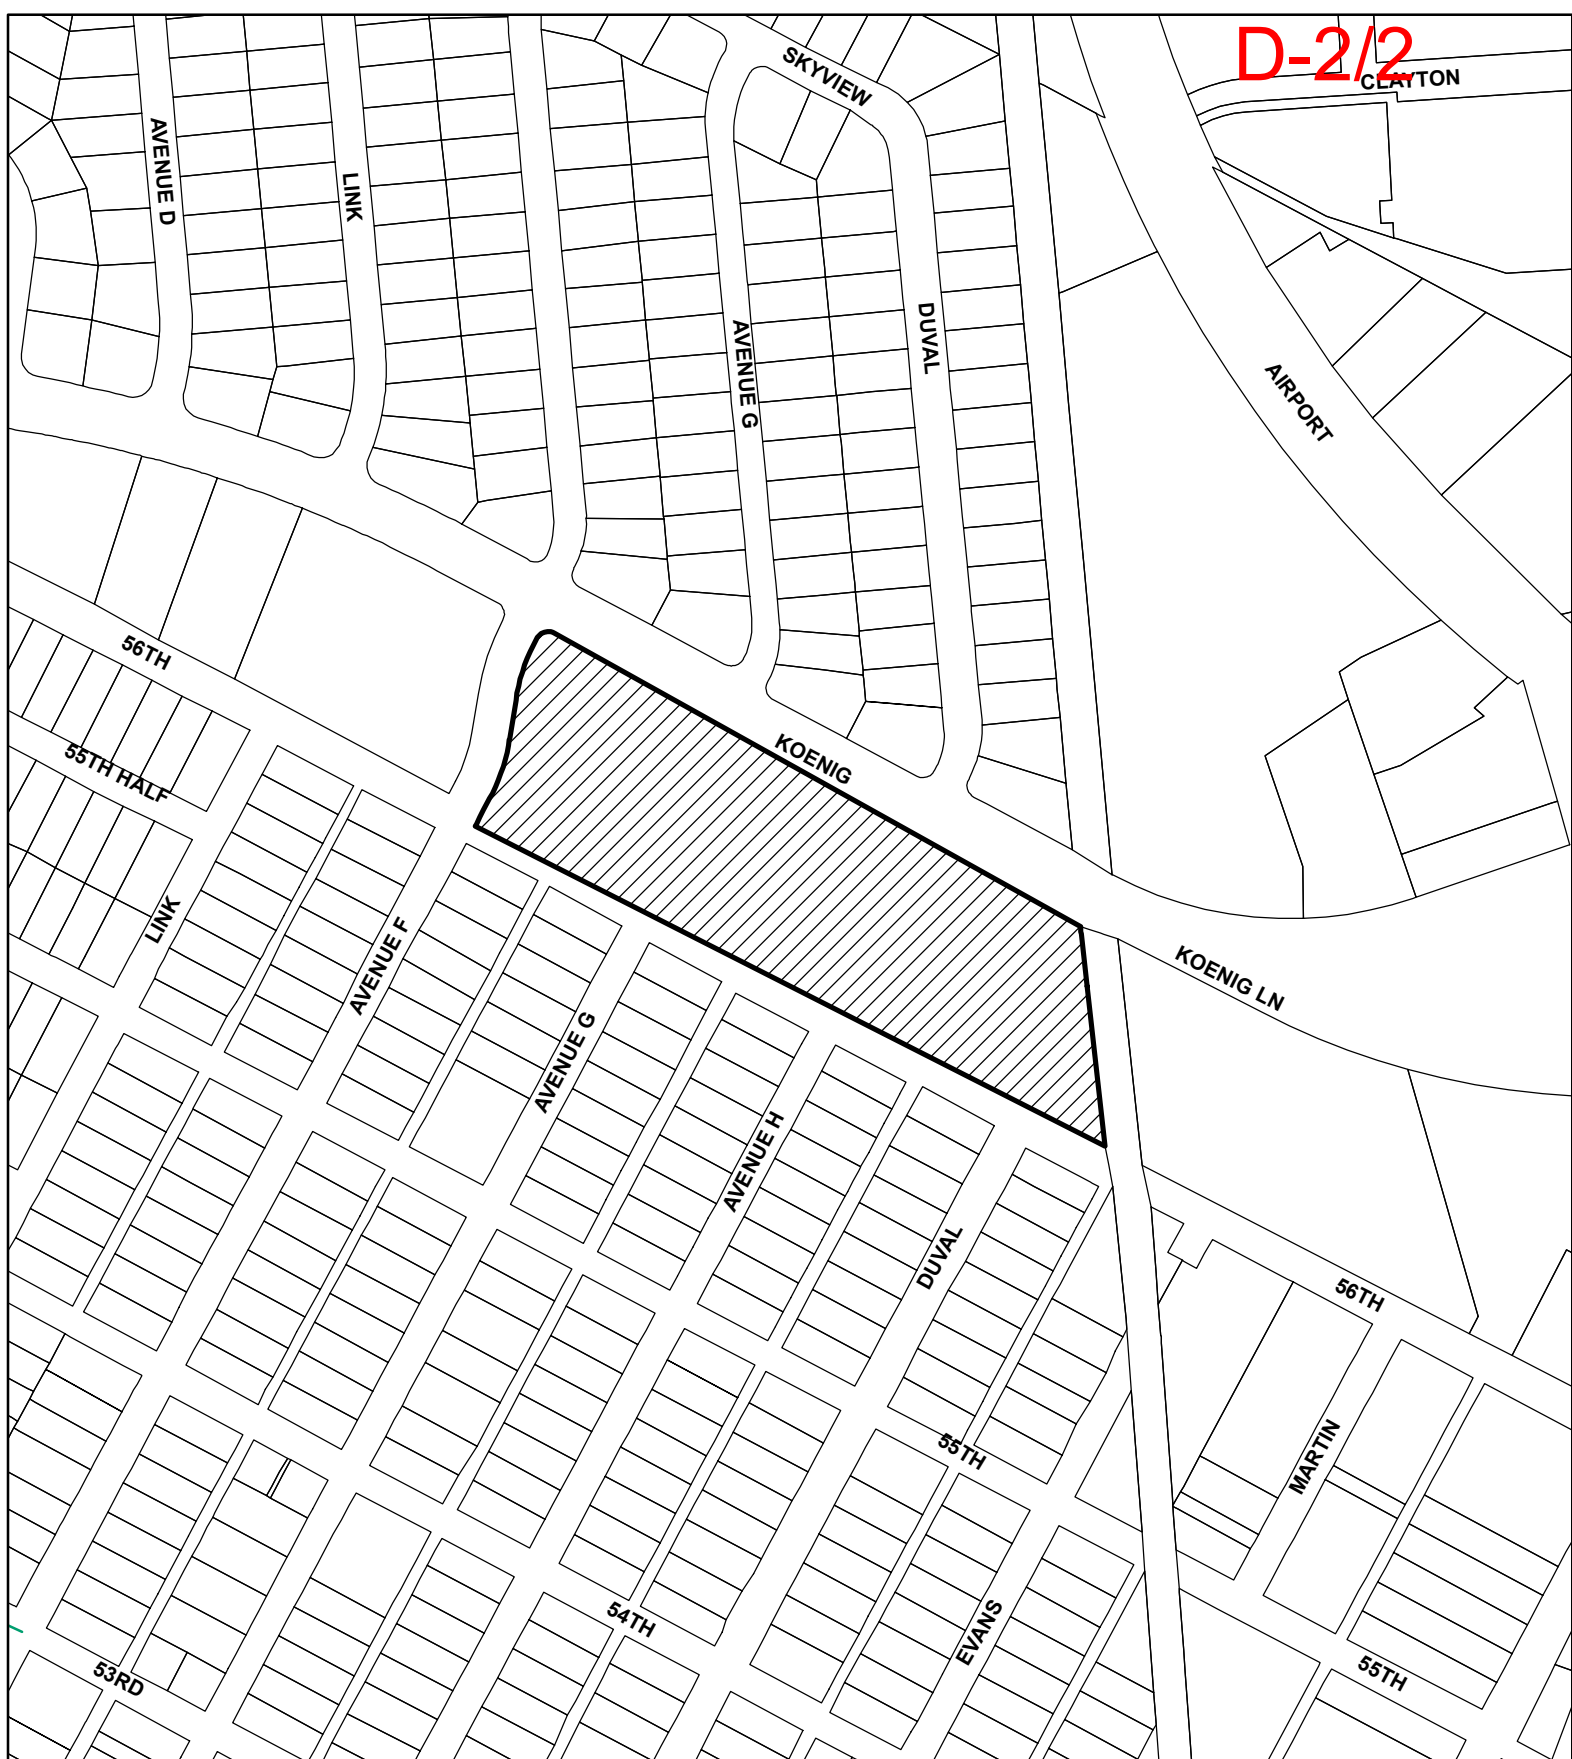 D-2/2
CLAYTON
SKYVIEW
AVENUE D
LINK
DUVAL
AVENUE G
AIRPORT
56TH
55TH HALF
KOENIG
LINK
AVENUE F
KOENIG LN
AVENUE G
AVENUE H
DUVAL
56TH
55TH
MARTIN
54TH
EVANS
53RD
55TH